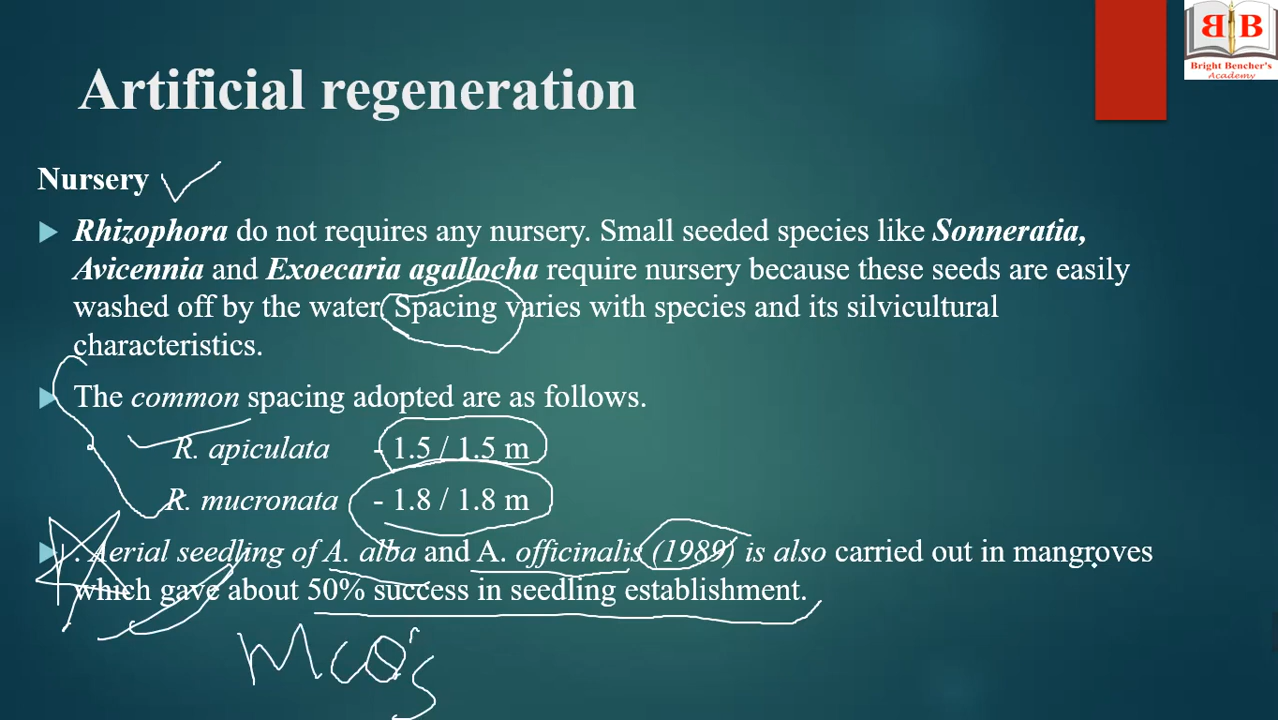 BB
Bright Bencher's
Academy
Artificial regeneration
Nursery
Rhizophora do not requires any nursery. Small seeded species like Sonneratia,
Avicennia and Exoecaria agallocha require nursery because these seeds are easily
washed off by the water. Spacing varies with species and its silvicultural
characteristics.
The common spacing adopted are as follows.
R. apiculata - 1.5 / 1.5 m
R. mucronata - 1.8 / 1.8 m
. Aerial seedling of A. alba and A. officinalis (1989) is also carried out in mangroves
which gave about 50% success in seedling establishment.
MCQ's